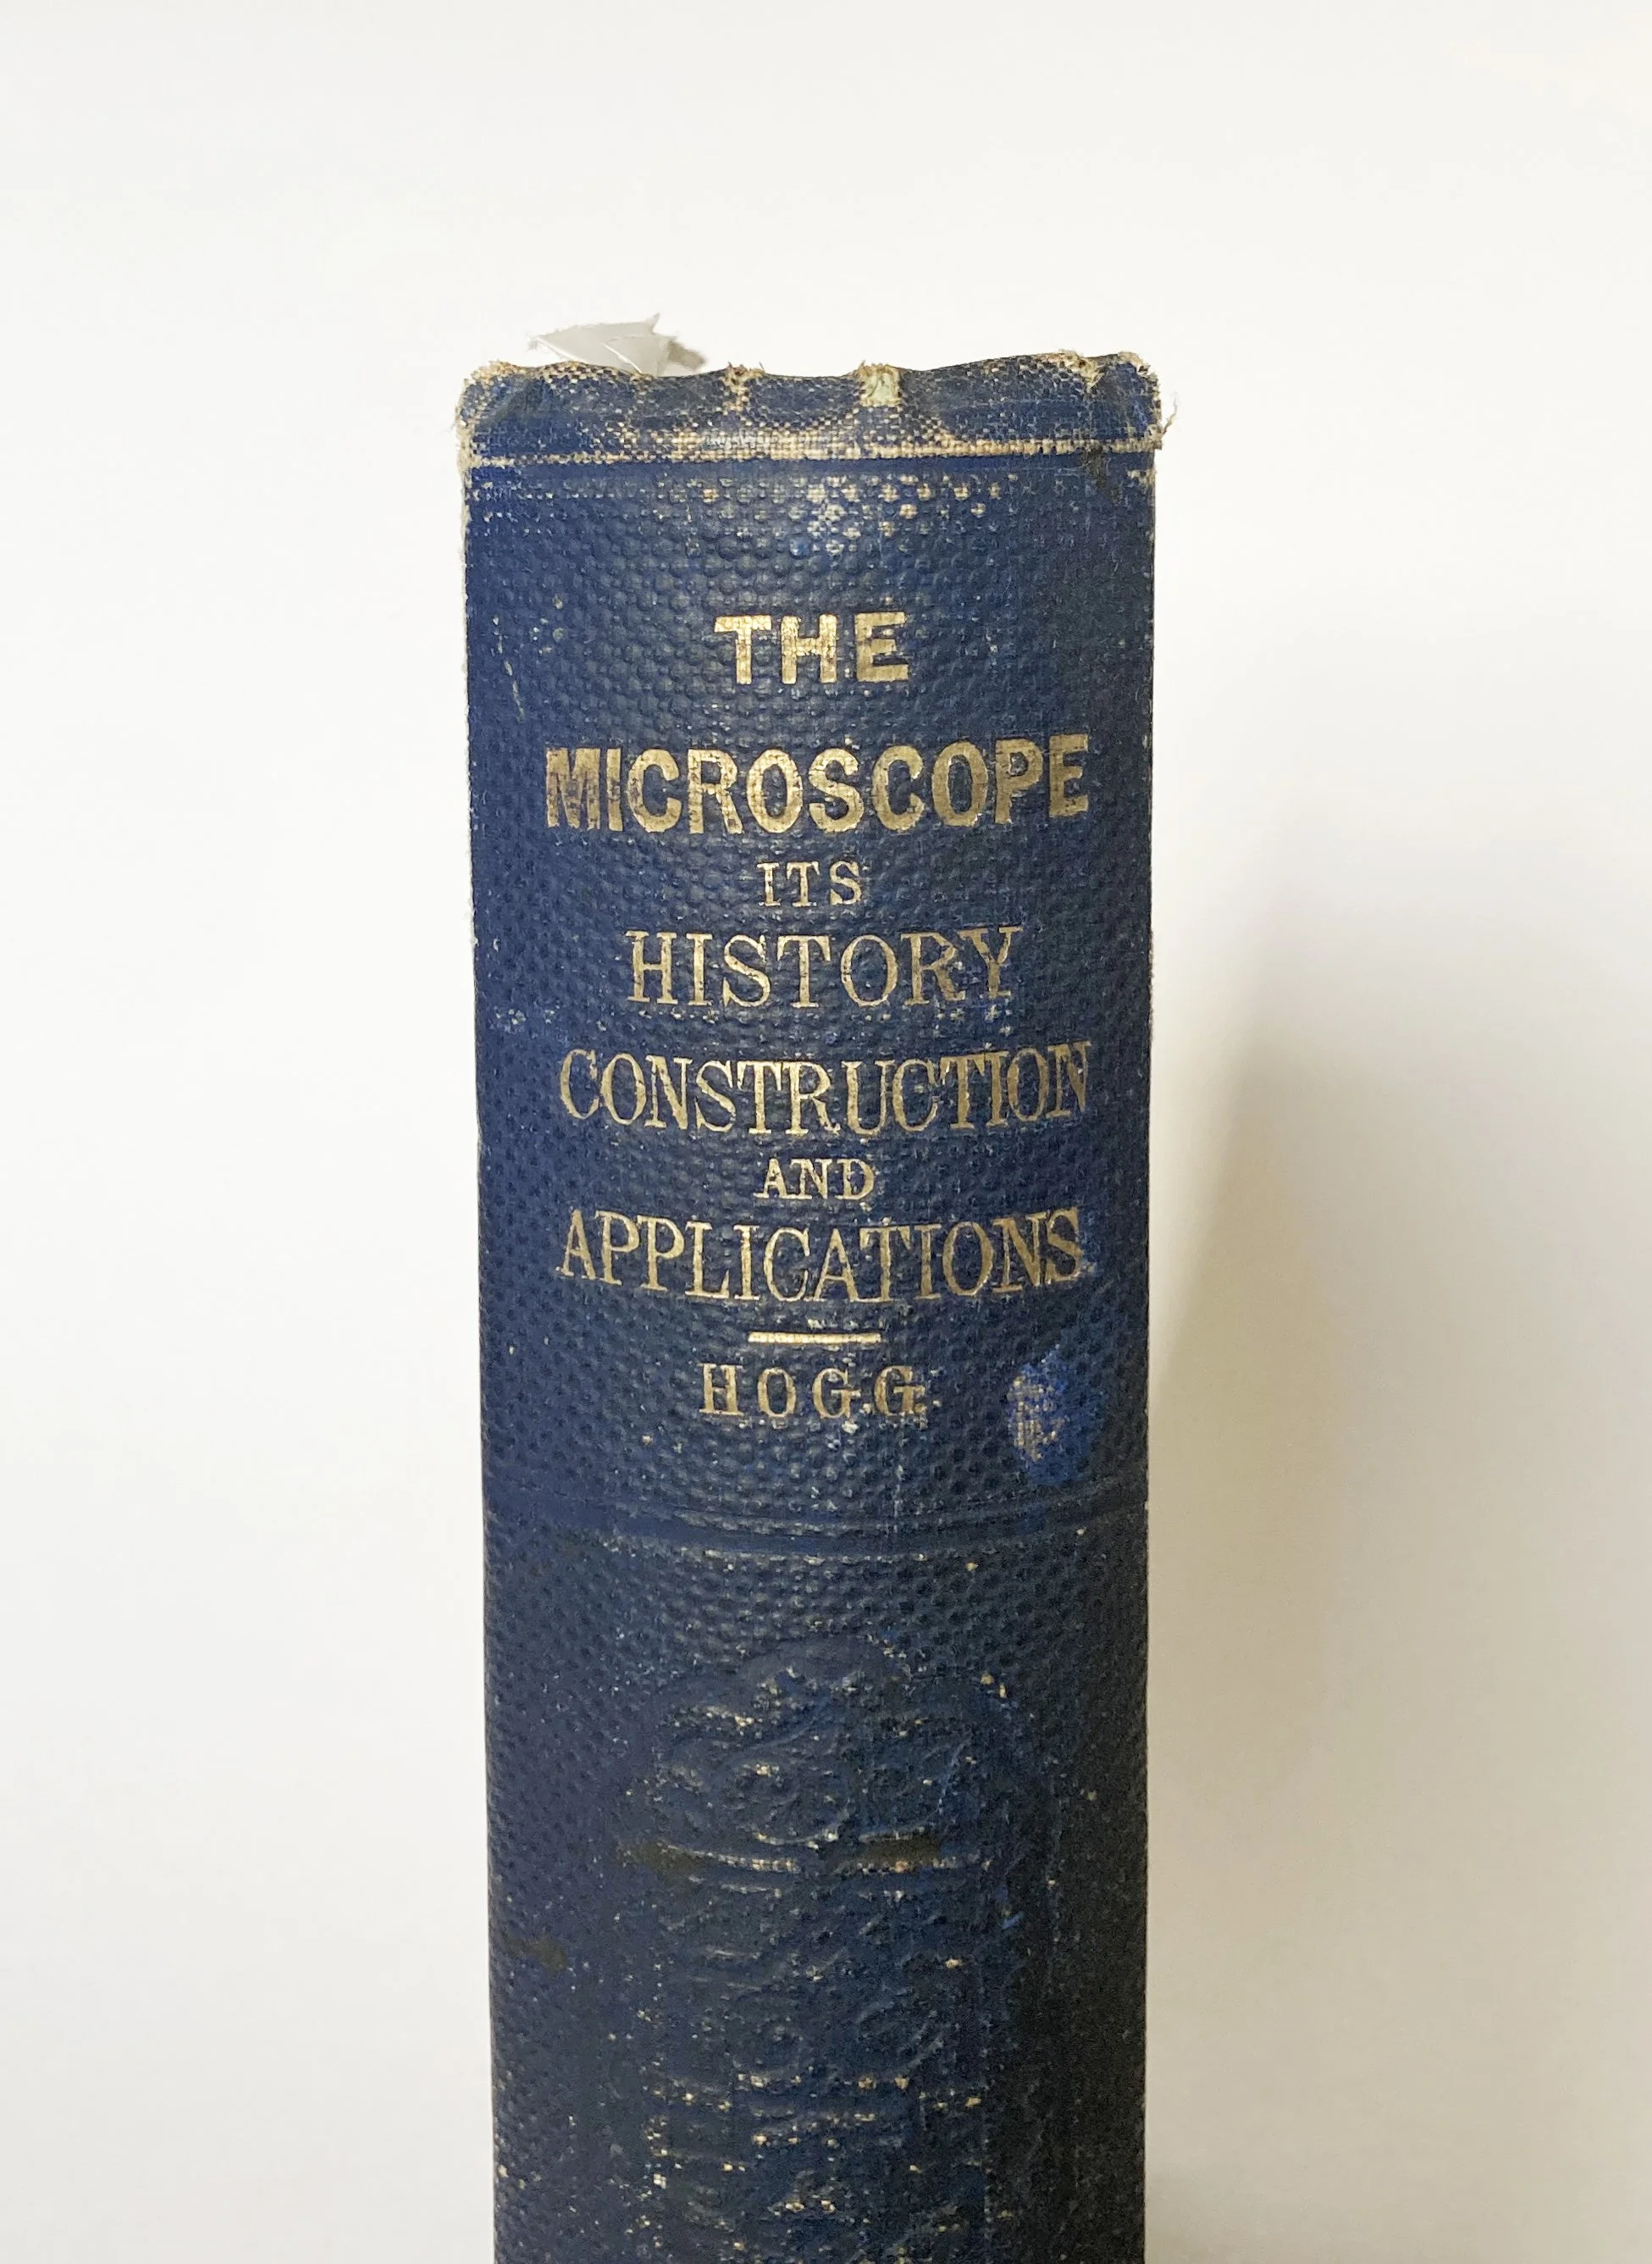 THE
MICROSCOPE
ITS
HISTORY
CONSTRUCTION
AND
APPLICATIONS
HOGG